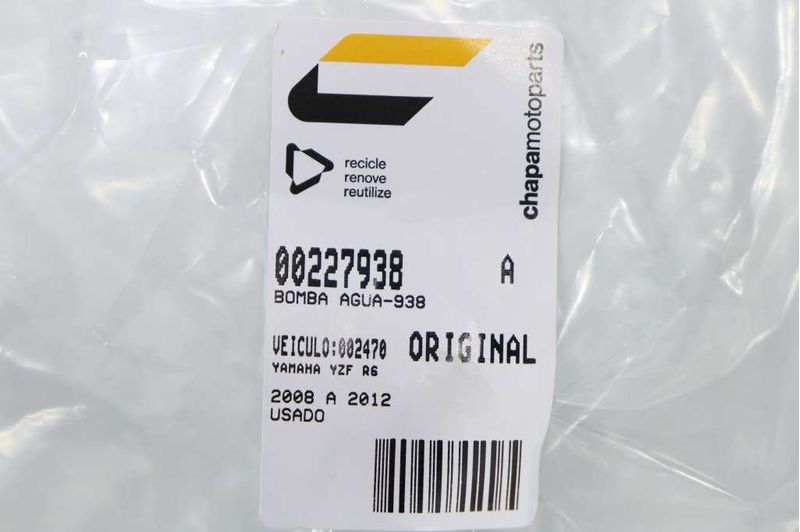 chapamotoparts
recicle
renove
reutilize
00227938 A
BOMBA AGUA-938
VEICULO:002470 ORIGINAL
YAMAHA YZF R6
2008 A 2012
USADO